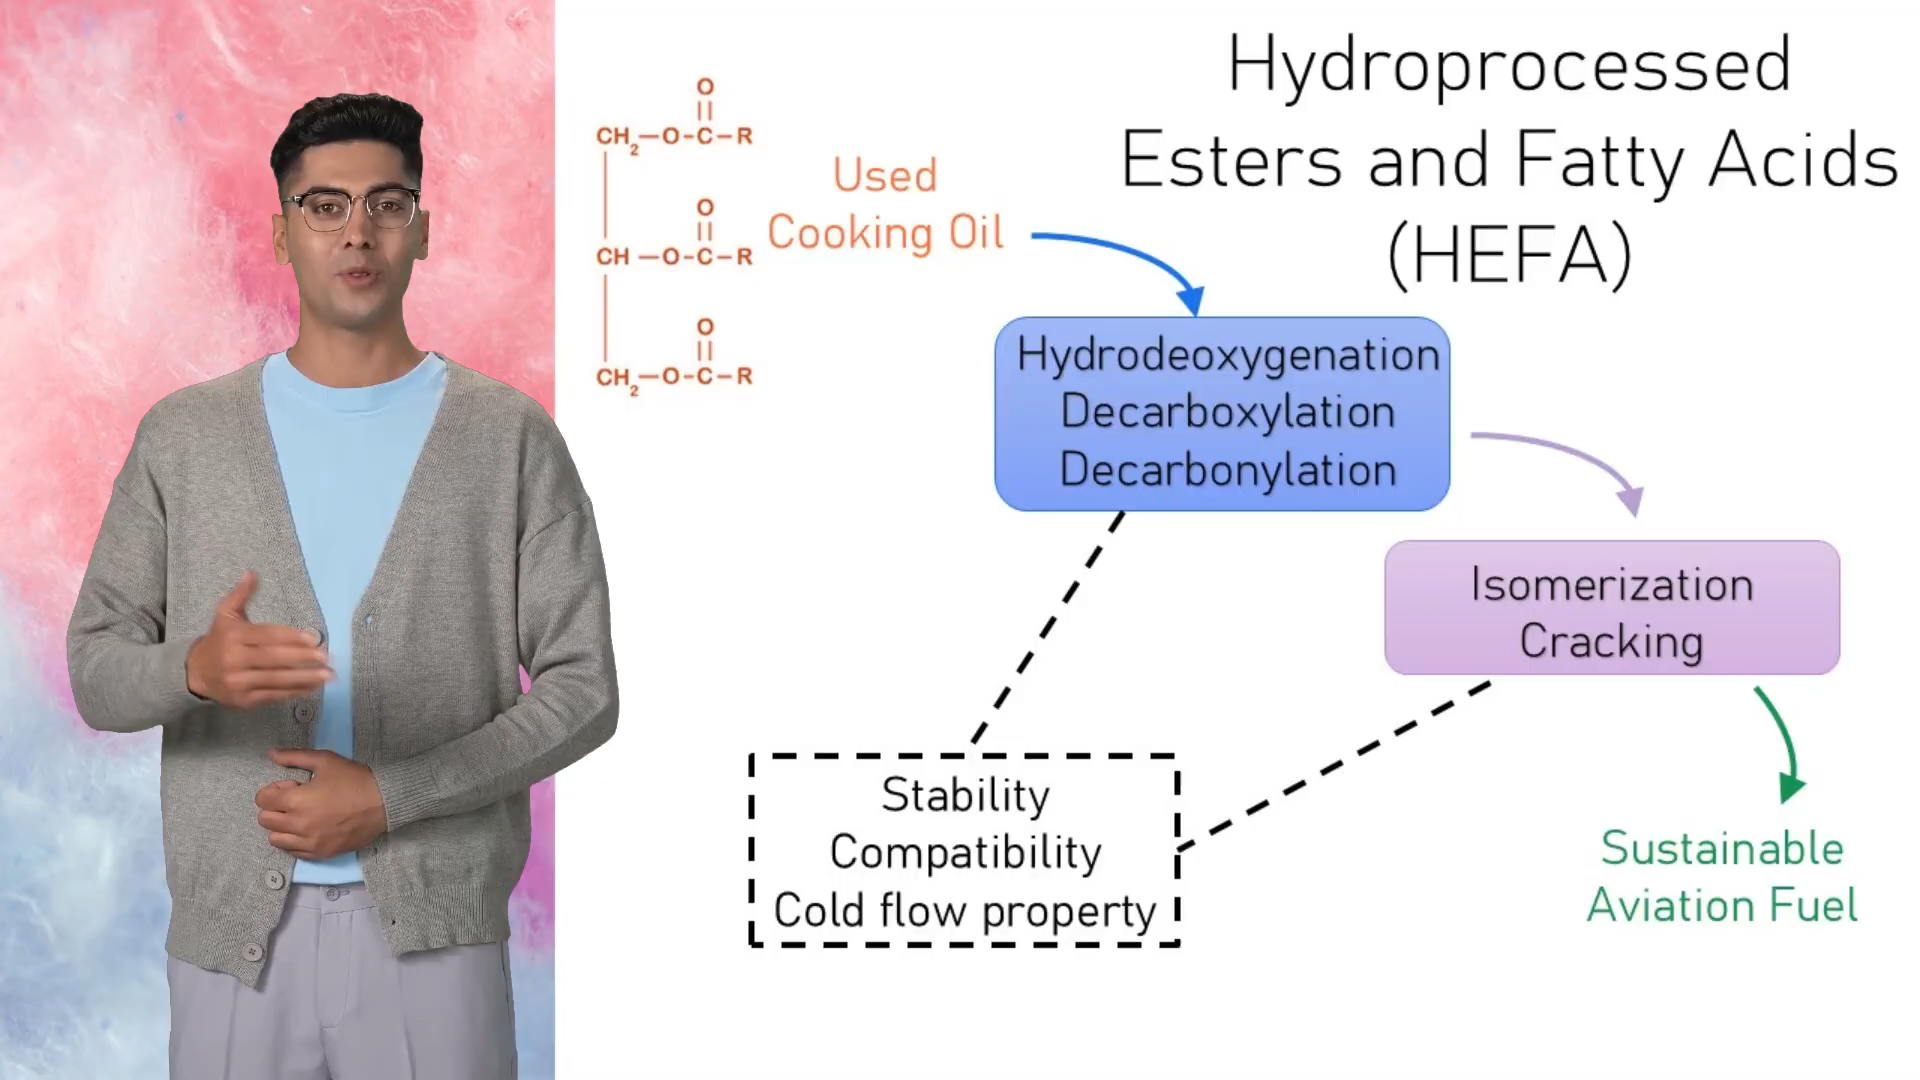 Hydroprocessed
Esters and Fatty Acids
(HEFA)
O
CH2—O-C-R
O
CH—O-C-R
O
CH2—O-C-R
Used
Cooking Oil
Hydrodeoxygenation
Decarboxylation
Decarbonylation
Isomerization
Cracking
Stability
Compatibility
Cold flow property
Sustainable
Aviation Fuel